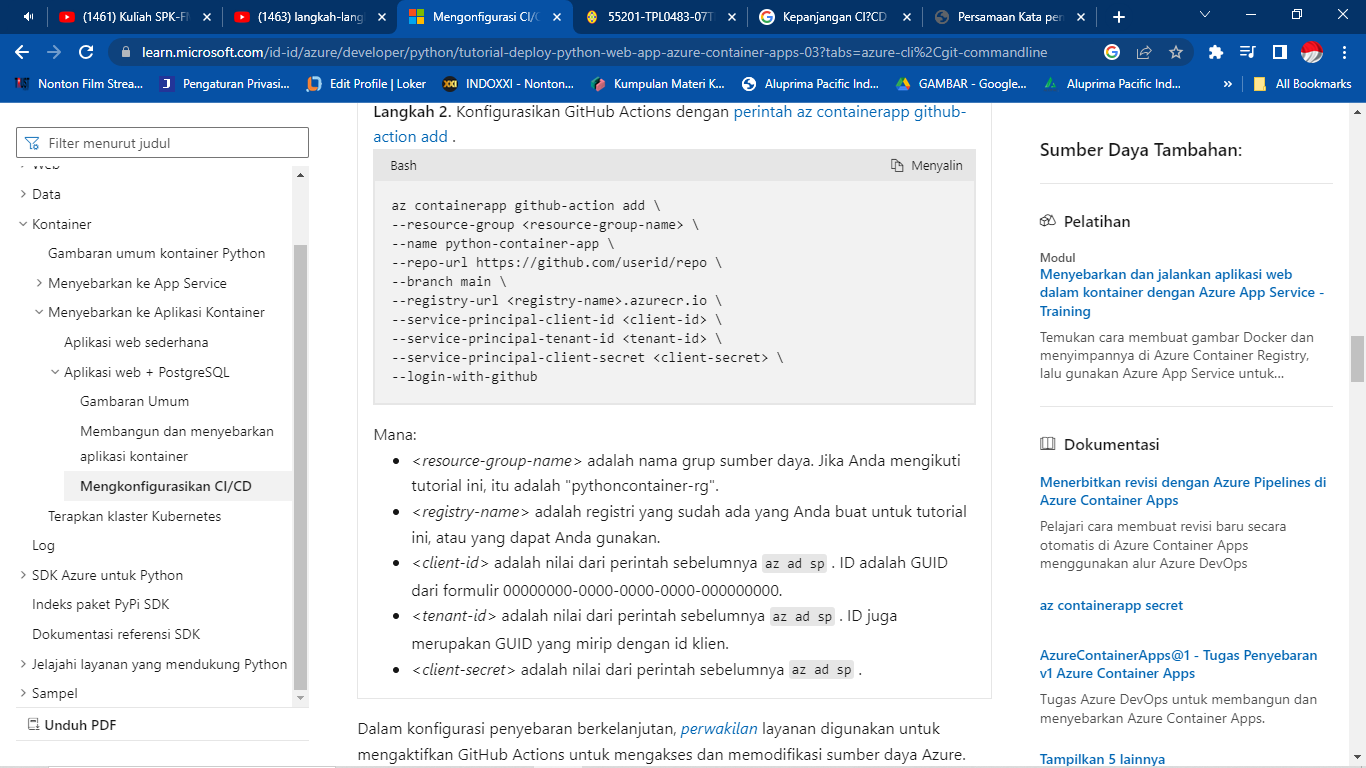 (1461) Kuliah SPK-FM
(1463) langkah-lang
Mengonfigurasi CI/C
55201-TPL0483-07T
Kepanjangan CI?CD
Persamaan Kata per
learn.microsoft.com/id-id/azure/developer/python/tutorial-deploy-python-web-app-azure-container-apps-03?tabs=azure-cli%2Cgit-commandline
Nonton Film Strea...
Pengaturan Privasi...
Edit Profile | Loker
INDOXXI - Nonton...
Kumpulan Materi K...
Aluprima Pacific Ind...
GAMBAR - Google...
Aluprima Pacific Ind...
»
All Bookmarks
Filter menurut judul
Web
Data
Kontainer
Gambaran umum kontainer Python
Menyebarkan ke App Service
Menyebarkan ke Aplikasi Kontainer
Aplikasi web sederhana
Aplikasi web + PostgreSQL
Gambaran Umum
Membangun dan menyebarkan
aplikasi kontainer
Mengkonfigurasikan CI/CD
Terapkan klaster Kubernetes
Log
SDK Azure untuk Python
Indeks paket PyPi SDK
Dokumentasi referensi SDK
Jelajahi layanan yang mendukung Python
Sampel
Unduh PDF
Langkah 2. Konfigurasikan GitHub Actions dengan perintah az containerapp github-
action add .
Bash
Menyalin
az containerapp github-action add \
--resource-group <resource-group-name> \
--name python-container-app \
--repo-url https://github.com/userid/repo \
--branch main \
--registry-url <registry-name>.azurecr.io \
--service-principal-client-id <client-id> \
--service-principal-tenant-id <tenant-id> \
--service-principal-client-secret <client-secret> \
--login-with-github
Mana:
• <resource-group-name> adalah nama grup sumber daya. Jika Anda mengikuti
tutorial ini, itu adalah "pythoncontainer-rg".
• <registry-name> adalah registri yang sudah ada yang Anda buat untuk tutorial
ini, atau yang dapat Anda gunakan.
• <client-id> adalah nilai dari perintah sebelumnya az ad sp . ID adalah GUID
dari formulir 00000000-0000-0000-0000-000000000.
• <tenant-id> adalah nilai dari perintah sebelumnya az ad sp . ID juga
merupakan GUID yang mirip dengan id klien.
• <client-secret> adalah nilai dari perintah sebelumnya az ad sp .
Dalam konfigurasi penyebaran berkelanjutan, perwakilan layanan digunakan untuk
mengaktifkan GitHub Actions untuk mengakses dan memodifikasi sumber daya Azure.
Sumber Daya Tambahan:
Pelatihan
Modul
Menyebarkan dan jalankan aplikasi web
dalam kontainer dengan Azure App Service -
Training
Temukan cara membuat gambar Docker dan
menyimpannya di Azure Container Registry,
lalu gunakan Azure App Service untuk...
Dokumentasi
Menerbitkan revisi dengan Azure Pipelines di
Azure Container Apps
Pelajari cara membuat revisi baru secara
otomatis di Azure Container Apps
menggunakan alur Azure DevOps
az containerapp secret
AzureContainerApps@1 - Tugas Penyebaran
v1 Azure Container Apps
Tugas Azure DevOps untuk membangun dan
menyebarkan Azure Container Apps.
Tampilkan 5 lainnya